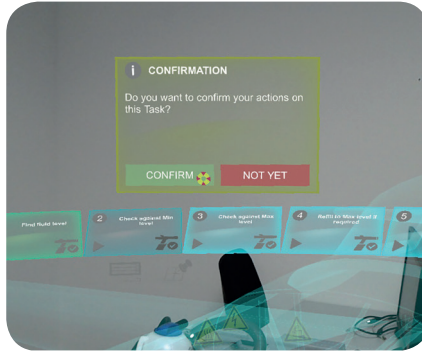 i CONFIRMATION
Do you want to confirm your actions on
this Task?
CONFIRM
NOT YET
Find fluid level
2
Check against Min
level
3
Check against Max
level
4
Refill to Max level if
required
5